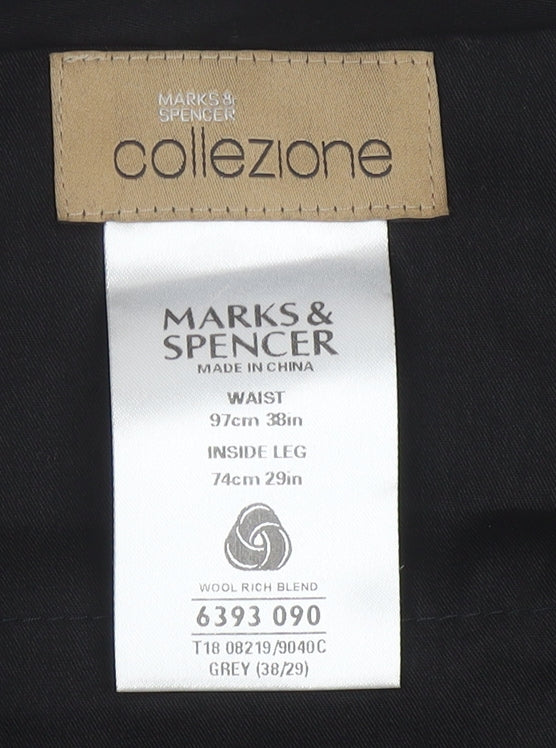 MARKS &
SPENCER
collezione
MARKS &
SPENCER
MADE IN CHINA
WAIST
97cm 38in
INSIDE LEG
74cm 29in
WOOL RICH BLEND
6393 090
T18 08219/9040C
GREY (38/29)